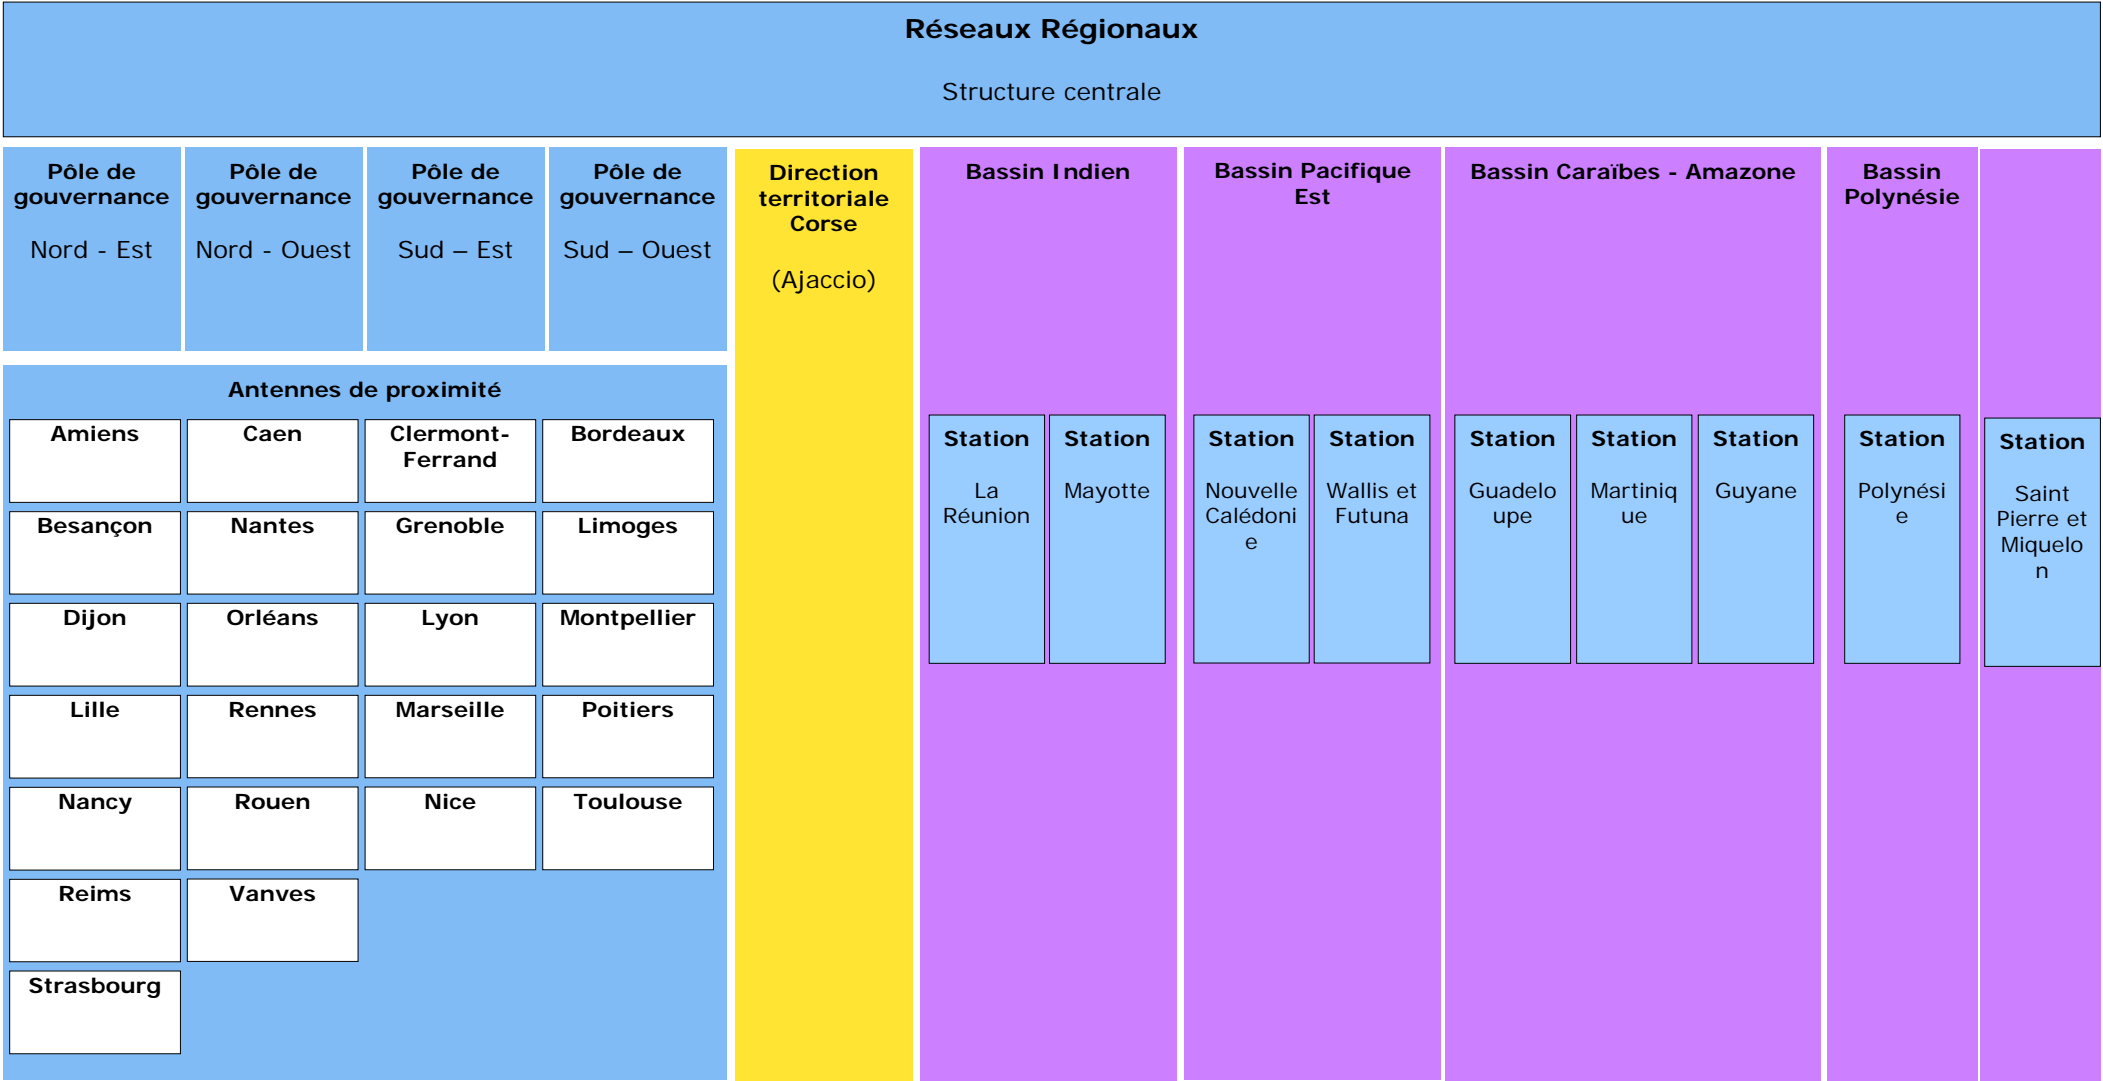 Réseaux Régionaux
Structure centrale
Pôle de
gouvernance
Nord - Est
Pôle de
gouvernance
Nord - Ouest
Pôle de
gouvernance
Sud – Est
Pôle de
gouvernance
Sud – Ouest
Direction
territoriale
Corse
(Ajaccio)
Bassin Indien
Bassin Pacifique
Est
Bassin Caraïbes - Amazone
Bassin
Polynésie
Antennes de proximité
Amiens
Caen
Clermont-
Ferrand
Bordeaux
Besançon
Nantes
Grenoble
Limoges
Dijon
Orléans
Lyon
Montpellier
Lille
Rennes
Marseille
Poitiers
Nancy
Rouen
Nice
Toulouse
Reims
Vanves
Strasbourg
Station
La
Réunion
Station
Mayotte
Station
Nouvelle
Calédoni
e
Station
Wallis et
Futuna
Station
Guadelo
upe
Station
Martiniq
ue
Station
Guyane
Station
Polynési
e
Station
Saint
Pierre et
Miquelo
n